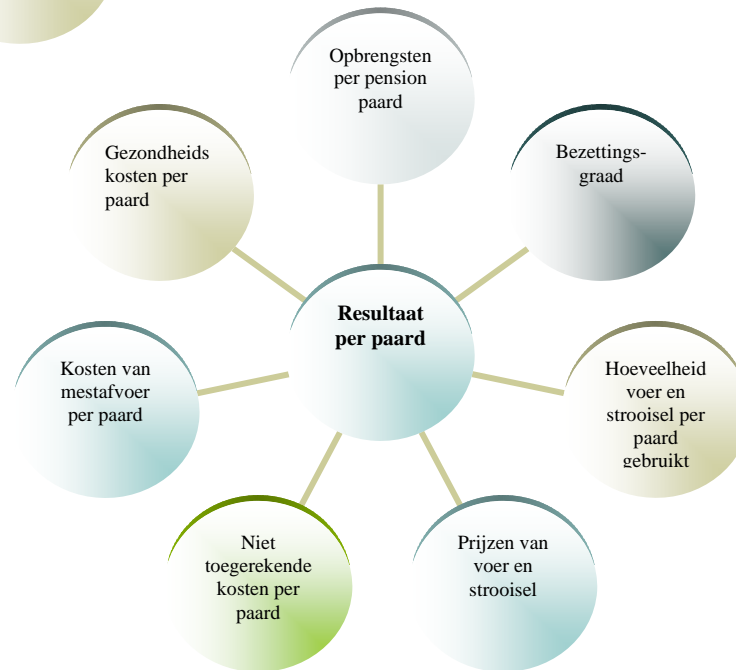 Opbrengsten
per pension
paard
Bezettings-
graad
Gezondheids
kosten per
paard
Resultaat
per paard
Kosten van
mestafvoer
per paard
Hoeveelheid
voer en
strooisel per
paard
gebruikt
Niet
toegerekende
kosten per
paard
Prijzen van
voer en
strooisel